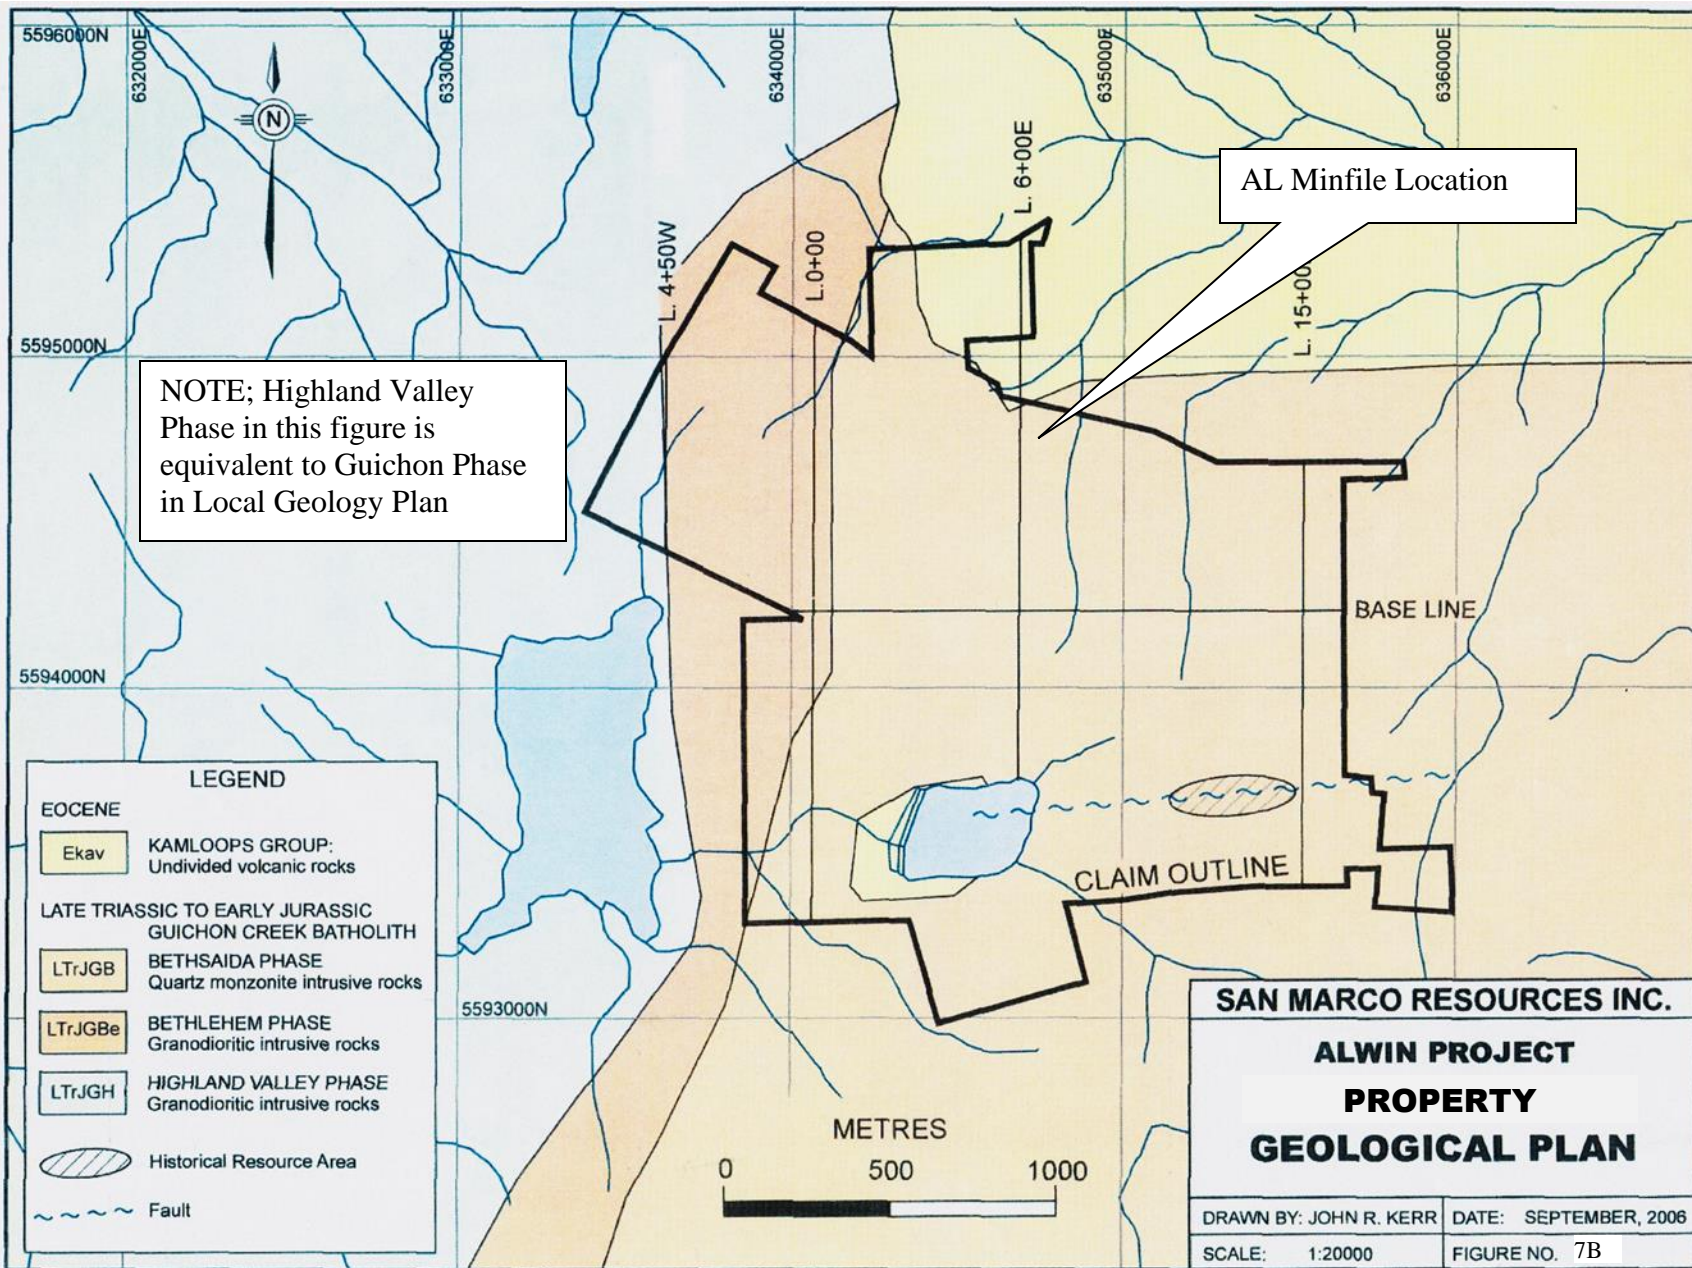 5596000N
632000E
633000E
634000E
635000E
636000E
N
L. 6+00E
AL Minfile Location
L. 4+50W
L.0+00
L. 15+00
5595000N
NOTE; Highland Valley
Phase in this figure is
equivalent to Guichon Phase
in Local Geology Plan
BASE LINE
5594000N
CLAIM OUTLINE
5593000N
LEGEND
EOCENE
Ekav
KAMLOOPS GROUP:
Undivided volcanic rocks
LATE TRIASSIC TO EARLY JURASSIC
GUICHON CREEK BATHOLITH
LTrJGB
BETHSAIDA PHASE
Quartz monzonite intrusive rocks
LTrJGBe
BETHLEHEM PHASE
Granodioritic intrusive rocks
LTrJGH
HIGHLAND VALLEY PHASE
Granodioritic intrusive rocks
Historical Resource Area
Fault
METRES
0 500 1000
SAN MARCO RESOURCES INC.
ALWIN PROJECT
PROPERTY
GEOLOGICAL PLAN
DRAWN BY: JOHN R. KERR
DATE: SEPTEMBER, 2006
SCALE: 1:20000
FIGURE NO. 7B